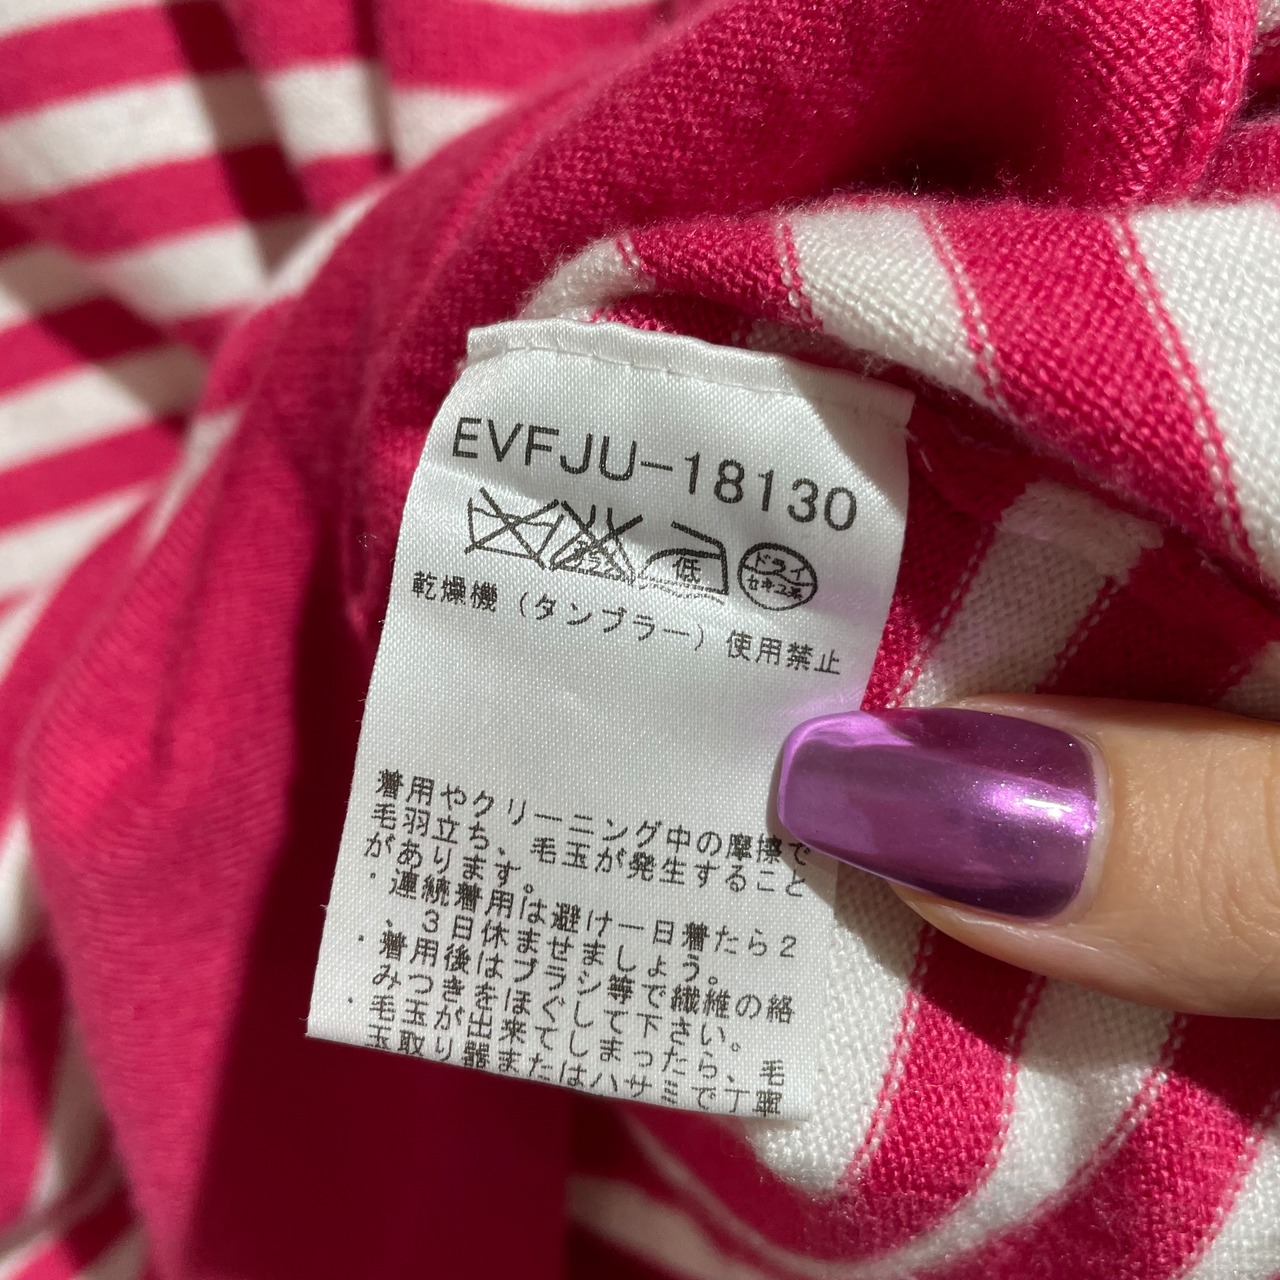 EVFJU-18130
低
ドライ
セキユ系
乾燥機（タンブラー）使用禁止
着用やクリーニング中の摩擦で
毛羽立ち、毛玉が発生すること
があります。
・連続着用は避け一日着たら2
、3日休ませましょう。
・着用後はブラシ等で繊維の絡
みつきをほぐして下さい。
・毛玉が出来てしまったら、毛
玉取り器またはハサミで丁寧